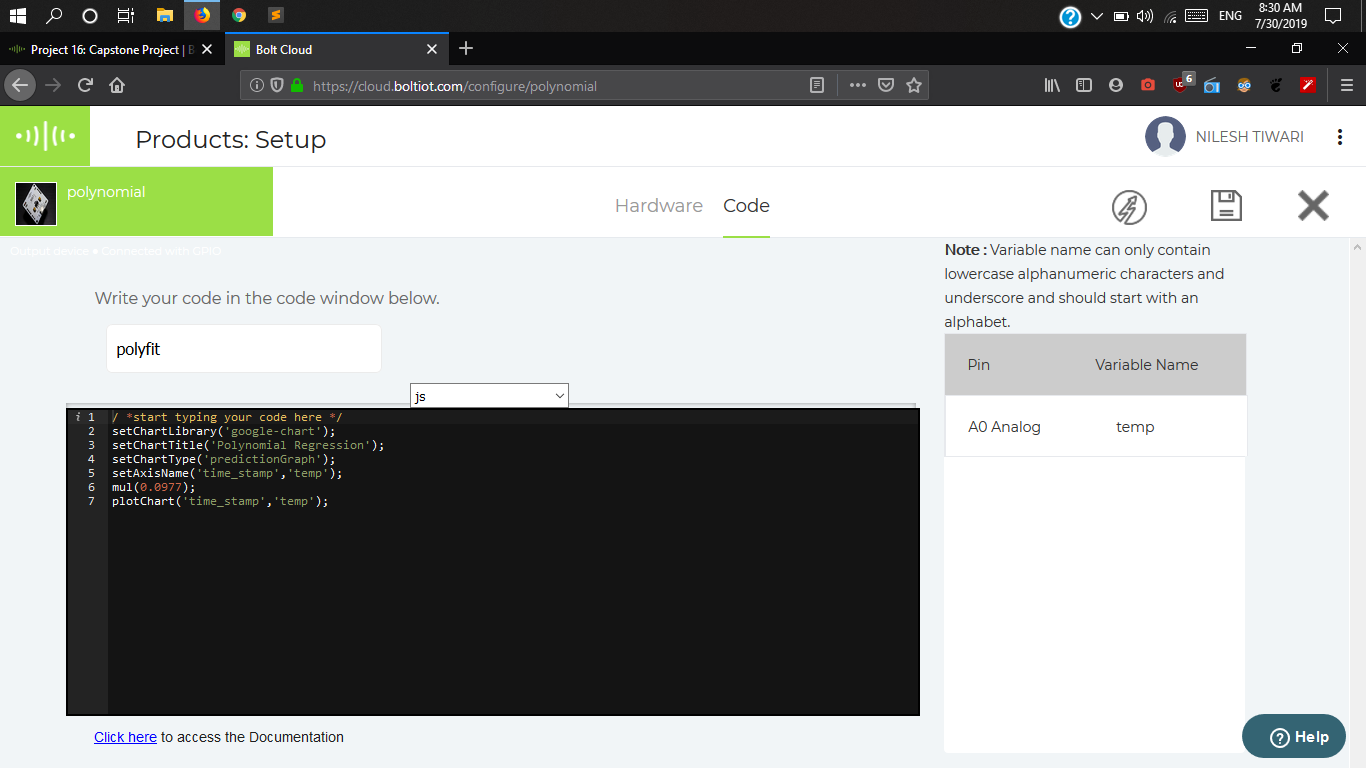 8:30 AM
ENG
7/30/2019
Project 16: Capstone Project | B
Bolt Cloud
https://cloud.boltiot.com/configure/polynomial
6
Products: Setup
NILESH TIWARI
polynomial
Hardware
Code
Output device • Connected with GPIO
Note : Variable name can only contain
lowercase alphanumeric characters and
underscore and should start with an
alphabet.
Write your code in the code window below.
polyfit
Pin
Variable Name
js
A0 Analog
temp
i 1 / *start typing your code here */
2 setChartLibrary('google-chart');
3 setChartTitle('Polynomial Regression');
4 setChartType('predictionGraph');
5 setAxisName('time_stamp','temp');
6 mul(0.0977);
7 plotChart('time_stamp','temp');
Click here to access the Documentation
? Help